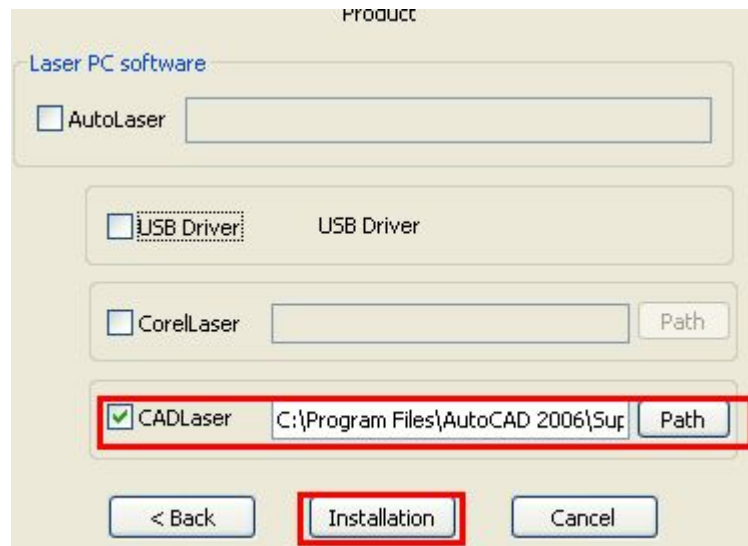 Product
Laser PC software
AutoLaser
USB Driver USB Driver
CorelLaser Path
CADLaser C:\Program Files\AutoCAD 2006\Sup Path
< Back Installation Cancel